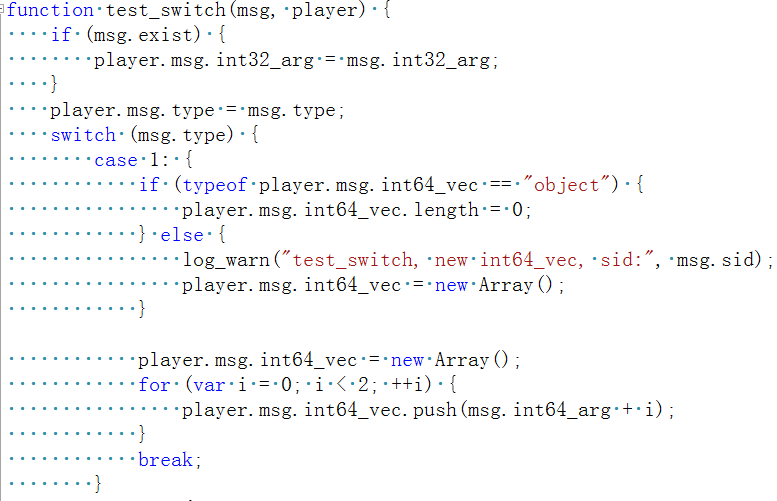 function test_switch(msg, player) {
    if (msg.exist) {
        player.msg.int32_arg = msg.int32_arg;
    }
    player.msg.type = msg.type;
    switch (msg.type) {
        case 1: {
            if (typeof player.msg.int64_vec == "object") {
                player.msg.int64_vec.length = 0;
            } else {
                log_warn("test_switch, new int64_vec, sid:", msg.sid);
                player.msg.int64_vec = new Array();
            }

            player.msg.int64_vec = new Array();
            for (var i = 0; i < 2; ++i) {
                player.msg.int64_vec.push(msg.int64_arg + i);
            }
            break;
        }